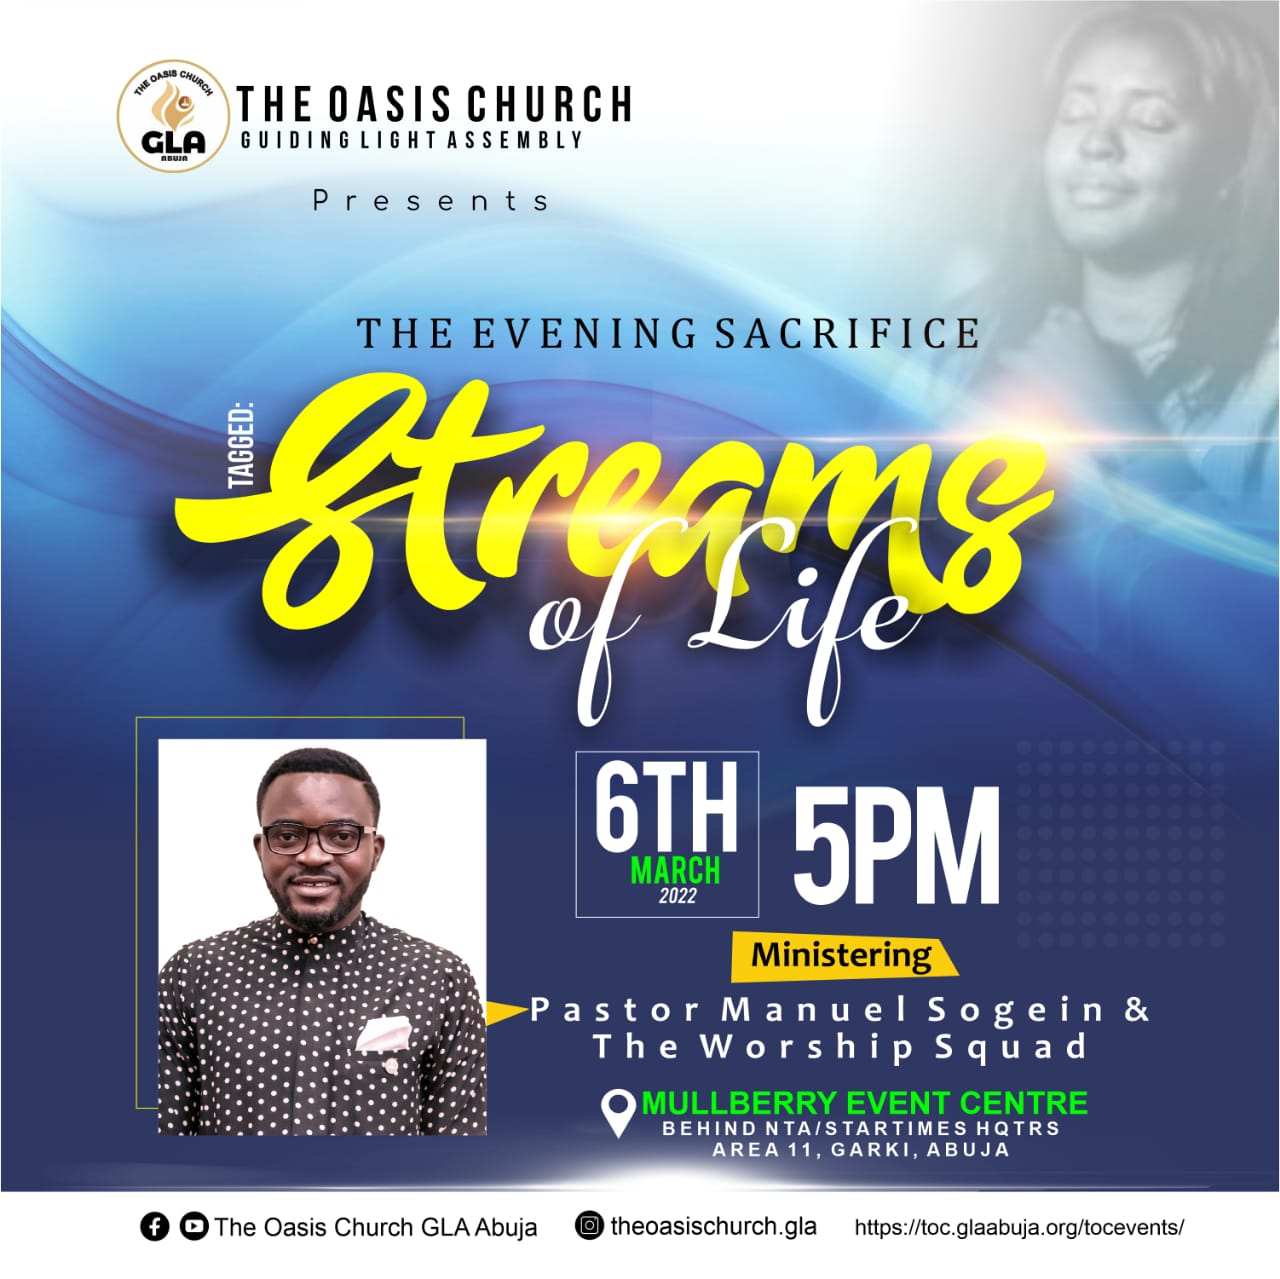 THE OASIS CHURCH
GLA
ABUJA
THE OASIS CHURCH
GUIDING LIGHT ASSEMBLY
Presents
THE EVENING SACRIFICE
TAGGED:
Streams
of Life
6TH
MARCH
2022
5PM
Ministering
Pastor Manuel Sogein &
The Worship Squad
MULLBERRY EVENT CENTRE
BEHIND NTA/STARTIMES HQTRS
AREA 11, GARKI, ABUJA
The Oasis Church GLA Abuja
theoasischurch.gla
https://toc.glaabuja.org/tocevents/